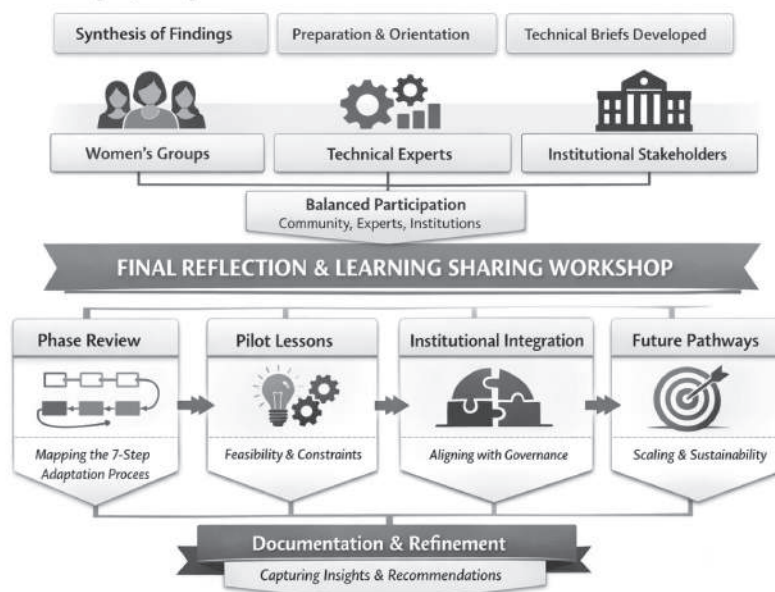 Synthesis of Findings
Preparation & Orientation
Technical Briefs Developed
Women's Groups
Technical Experts
Institutional Stakeholders
Balanced Participation
Community, Experts, Institutions
FINAL REFLECTION & LEARNING SHARING WORKSHOP
Phase Review
Pilot Lessons
Institutional Integration
Future Pathways
Mapping the 7-Step
Adaptation Procees
Feasibility & Constraints
Aligning with Governance
Scaling & Sustainability
Documentation & Refinement
Capturing Insights & Recommendations